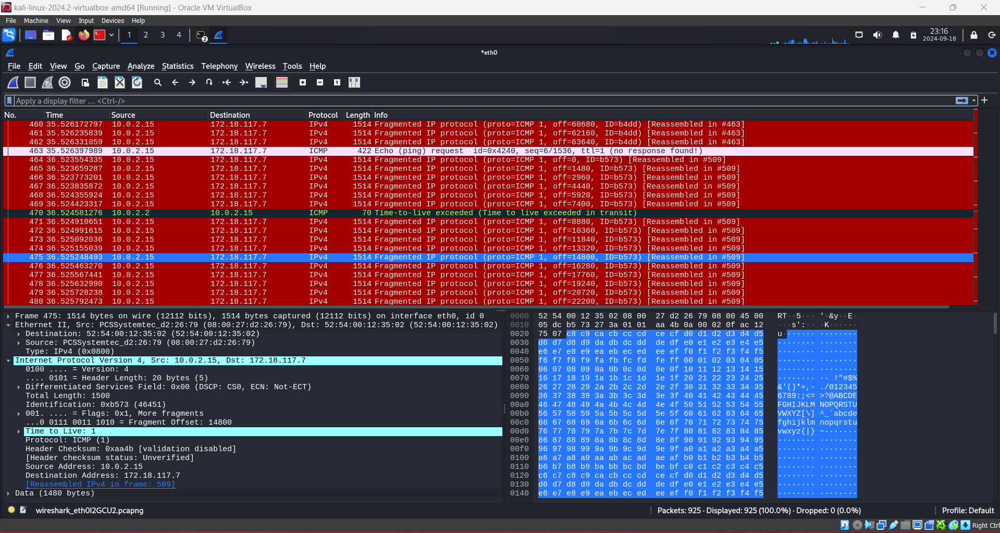 kali-linux-2024.2-virtualbox-amd64 [Running] - Oracle VM VirtualBox
File Machine View Input Devices Help
1 2 3 4 2 23:16
2024-09-18
*eth0
File Edit View Go Capture Analyze Statistics Telephony Wireless Tools Help
Apply a display filter ... <Ctrl-/>
No. Time Source Destination Protocol Length Info
460 35.526172797 10.0.2.15 172.18.117.7 IPv4 1514 Fragmented IP protocol (proto=ICMP 1, off=60680, ID=b4dd) [Reassembled in #463]
461 35.526235839 10.0.2.15 172.18.117.7 IPv4 1514 Fragmented IP protocol (proto=ICMP 1, off=62160, ID=b4dd) [Reassembled in #463]
462 35.526331059 10.0.2.15 172.18.117.7 IPv4 1514 Fragmented IP protocol (proto=ICMP 1, off=63640, ID=b4dd) [Reassembled in #463]
463 35.526397989 10.0.2.15 172.18.117.7 ICMP 422 Echo (ping) request id=0x4240, seq=6/1536, ttl=1 (no response found!)
464 36.523554335 10.0.2.15 172.18.117.7 IPv4 1514 Fragmented IP protocol (proto=ICMP 1, off=0, ID=b573) [Reassembled in #509]
465 36.523659287 10.0.2.15 172.18.117.7 IPv4 1514 Fragmented IP protocol (proto=ICMP 1, off=1480, ID=b573) [Reassembled in #509]
466 36.523773201 10.0.2.15 172.18.117.7 IPv4 1514 Fragmented IP protocol (proto=ICMP 1, off=2960, ID=b573) [Reassembled in #509]
467 36.523835872 10.0.2.15 172.18.117.7 IPv4 1514 Fragmented IP protocol (proto=ICMP 1, off=4440, ID=b573) [Reassembled in #509]
468 36.524355924 10.0.2.15 172.18.117.7 IPv4 1514 Fragmented IP protocol (proto=ICMP 1, off=5920, ID=b573) [Reassembled in #509]
469 36.524423317 10.0.2.15 172.18.117.7 IPv4 1514 Fragmented IP protocol (proto=ICMP 1, off=7400, ID=b573) [Reassembled in #509]
470 36.524581276 10.0.2.2 10.0.2.15 ICMP 70 Time-to-live exceeded (Time to live exceeded in transit)
471 36.524910651 10.0.2.15 172.18.117.7 IPv4 1514 Fragmented IP protocol (proto=ICMP 1, off=8880, ID=b573) [Reassembled in #509]
472 36.524991615 10.0.2.15 172.18.117.7 IPv4 1514 Fragmented IP protocol (proto=ICMP 1, off=10360, ID=b573) [Reassembled in #509]
473 36.525092036 10.0.2.15 172.18.117.7 IPv4 1514 Fragmented IP protocol (proto=ICMP 1, off=11840, ID=b573) [Reassembled in #509]
474 36.525155039 10.0.2.15 172.18.117.7 IPv4 1514 Fragmented IP protocol (proto=ICMP 1, off=13320, ID=b573) [Reassembled in #509]
475 36.525248493 10.0.2.15 172.18.117.7 IPv4 1514 Fragmented IP protocol (proto=ICMP 1, off=14800, ID=b573) [Reassembled in #509]
476 36.525463270 10.0.2.15 172.18.117.7 IPv4 1514 Fragmented IP protocol (proto=ICMP 1, off=16280, ID=b573) [Reassembled in #509]
477 36.525567441 10.0.2.15 172.18.117.7 IPv4 1514 Fragmented IP protocol (proto=ICMP 1, off=17760, ID=b573) [Reassembled in #509]
478 36.525632990 10.0.2.15 172.18.117.7 IPv4 1514 Fragmented IP protocol (proto=ICMP 1, off=19240, ID=b573) [Reassembled in #509]
479 36.525728238 10.0.2.15 172.18.117.7 IPv4 1514 Fragmented IP protocol (proto=ICMP 1, off=20720, ID=b573) [Reassembled in #509]
480 36.525792473 10.0.2.15 172.18.117.7 IPv4 1514 Fragmented IP protocol (proto=ICMP 1, off=22200, ID=b573) [Reassembled in #509]
Frame 475: 1514 bytes on wire (12112 bits), 1514 bytes captured (12112 bits) on interface eth0, id 0
Ethernet II, Src: PCSSystemtec_d2:26:79 (08:00:27:d2:26:79), Dst: 52:54:00:12:35:02 (52:54:00:12:35:02)
Destination: 52:54:00:12:35:02 (52:54:00:12:35:02)
Source: PCSSystemtec_d2:26:79 (08:00:27:d2:26:79)
Type: IPv4 (0x0800)
Internet Protocol Version 4, Src: 10.0.2.15, Dst: 172.18.117.7
0100 .... = Version: 4
.... 0101 = Header Length: 20 bytes (5)
Differentiated Services Field: 0x00 (DSCP: CS0, ECN: Not-ECT)
Total Length: 1500
Identification: 0xb573 (46451)
001. .... = Flags: 0x1, More fragments
...0 0111 0011 1010 = Fragment Offset: 14800
Time to Live: 1
Protocol: ICMP (1)
Header Checksum: 0xaa4b [validation disabled]
[Header checksum status: Unverified]
Source Address: 10.0.2.15
Destination Address: 172.18.117.7
[Reassembled IPv4 in frame: 509]
Data (1480 bytes)
0000 52 54 00 12 35 02 08 00 27 d2 26 79 08 00 45 00 RT··5··· '·&y··E·
0010 05 dc b5 73 27 3a 01 01 aa 4b 0a 00 02 0f ac 12 ···s':·· ·K······
0020 75 07 c8 c9 ca cb cc cd ce cf d0 d1 d2 d3 d4 d5 u······· ········
0030 d6 d7 d8 d9 da db dc dd de df e0 e1 e2 e3 e4 e5 ········ ········
0040 e6 e7 e8 e9 ea eb ec ed ee ef f0 f1 f2 f3 f4 f5 ········ ········
0050 f6 f7 f8 f9 fa fb fc fd fe ff 00 01 02 03 04 05 ········ ········
0060 06 07 08 09 0a 0b 0c 0d 0e 0f 10 11 12 13 14 15 ········ ········
0070 16 17 18 19 1a 1b 1c 1d 1e 1f 20 21 22 23 24 25 ········ ·· !"#$%
0080 26 27 28 29 2a 2b 2c 2d 2e 2f 30 31 32 33 34 35 &'()*+,- ./012345
0090 36 37 38 39 3a 3b 3c 3d 3e 3f 40 41 42 43 44 45 6789:;<= >?@ABCDE
00a0 46 47 48 49 4a 4b 4c 4d 4e 4f 50 51 52 53 54 55 FGHIJKLM NOPQRSTU
00b0 56 57 58 59 5a 5b 5c 5d 5e 5f 60 61 62 63 64 65 VWXYZ[\] ^_`abcde
00c0 66 67 68 69 6a 6b 6c 6d 6e 6f 70 71 72 73 74 75 fghijklm nopqrstu
00d0 76 77 78 79 7a 7b 7c 7d 7e 7f 80 81 82 83 84 85 vwxyz{|} ~·······
00e0 86 87 88 89 8a 8b 8c 8d 8e 8f 90 91 92 93 94 95 ········ ········
00f0 96 97 98 99 9a 9b 9c 9d 9e 9f a0 a1 a2 a3 a4 a5 ········ ········
0100 a6 a7 a8 a9 aa ab ac ad ae af b0 b1 b2 b3 b4 b5 ········ ········
0110 b6 b7 b8 b9 ba bb bc bd be bf c0 c1 c2 c3 c4 c5 ········ ········
0120 c6 c7 c8 c9 ca cb cc cd ce cf d0 d1 d2 d3 d4 d5 ········ ········
0130 d6 d7 d8 d9 da db dc dd de df e0 e1 e2 e3 e4 e5 ········ ········
0140 e6 e7 e8 e9 ea eb ec ed ee ef f0 f1 f2 f3 f4 f5 ········ ········
wireshark_eth0I2GCU2.pcapng Packets: 925 · Displayed: 925 (100.0%) · Dropped: 0 (0.0%) Profile: Default
Right Ctrl